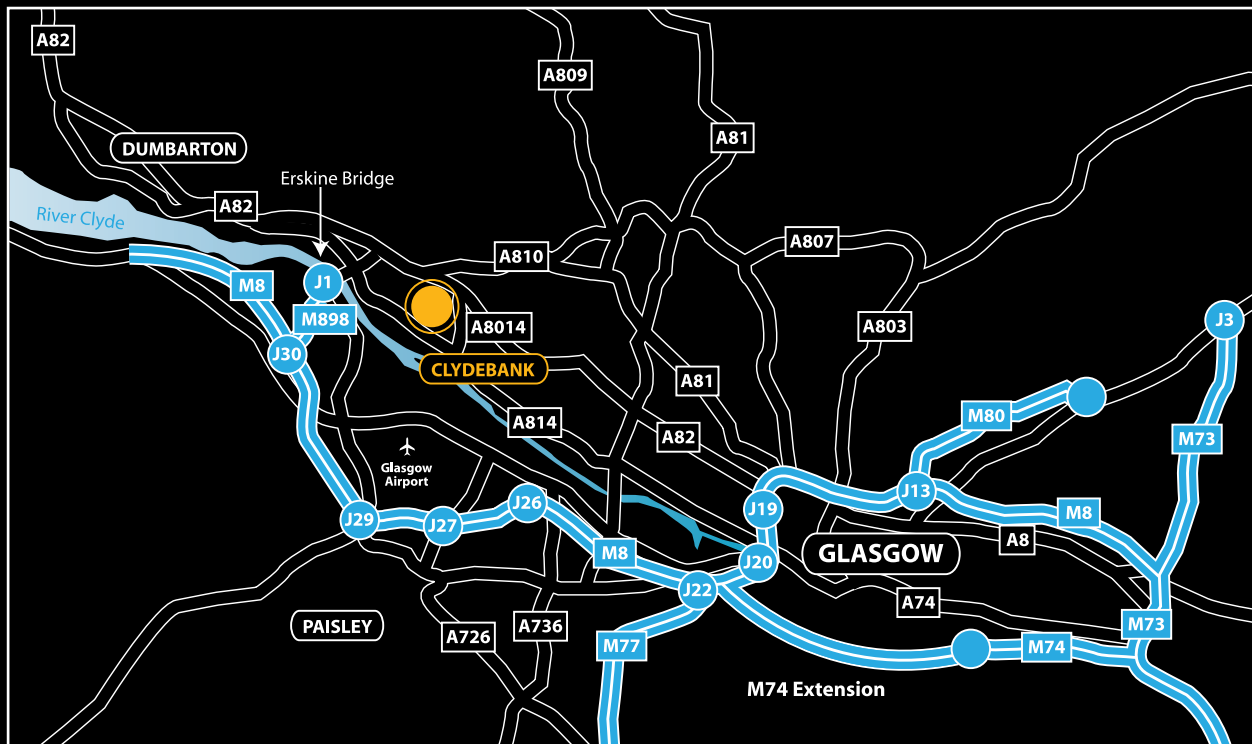 A82
A809
A81
DUMBARTON
Erskine Bridge
A82
River Clyde
A807
A810
J1
M8
M898
A8014
A803
J3
J30
CLYDEBANK
A81
M80
A814
A82
M73
Glasgow
Airport
J13
J26
J19
M8
J29
J27
A8
M8
GLASGOW
J20
J22
A74
PAISLEY
A726
A736
M77
M73
M74
M74 Extension